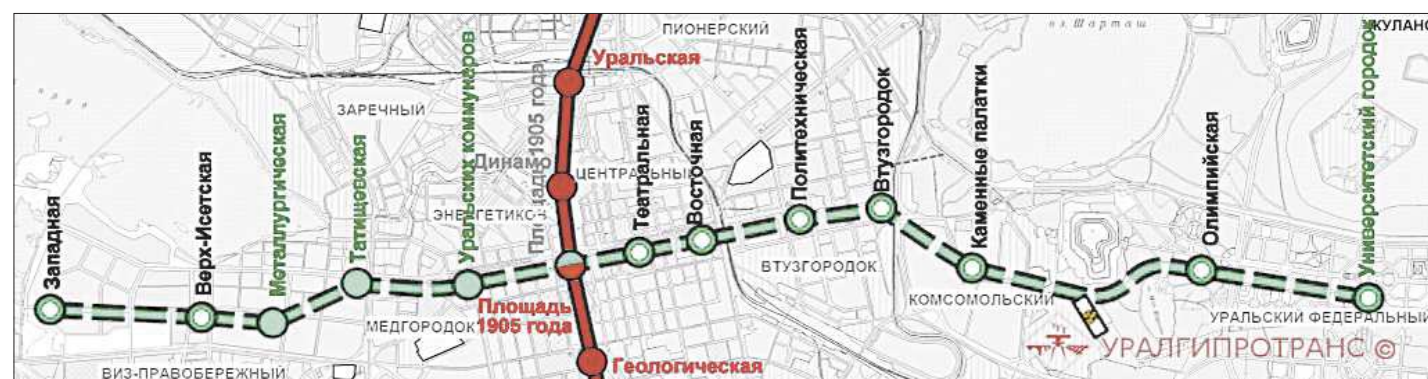 ПИОНЕРСКИЙ
оз. Шарташ
Уральская
ЗАРЕЧНЫЙ
Площадь 1905 года
Динамо
ЦЕНТРАЛЬНЫЙ
ЭНЕРГЕТИКОВ
Западная
Верх-Исетская
Металлургическая
Татищевская
Уральских коммунаров
Театральная
Восточная
Политехническая
Втузгородок
Каменные палатки
Олимпийская
Университетский городок
ВТУЗГОРОДОК
КОМСОМОЛЬСКИЙ
Площадь
1905 года
МЕДГОРОДОК
УРАЛЬСКИЙ ФЕДЕРАЛЬНЫЙ
УРАЛГИПРОТРАНС ©
Геологическая
ВИЗ-ПРАВОБЕРЕЖНЫЙ